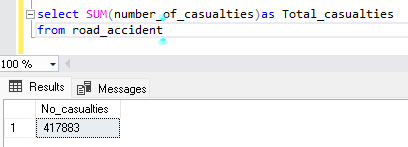 select SUM(number_of_casualties)as Total_casualties
from road_accident
100 %
Results Messages
No_casualties
1 417883